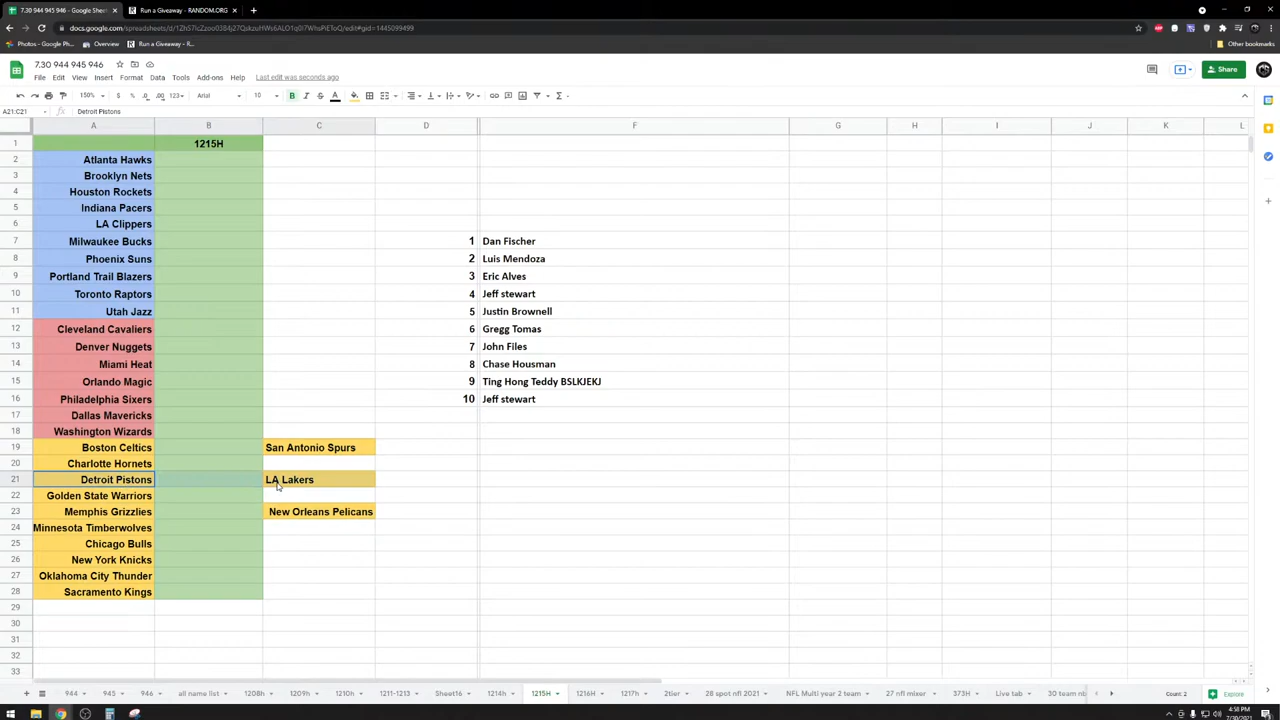 7.30 944 945 946 - Google Sheet
Run a Giveaway - RANDOM.ORG
Photos - Google Ph...
Overview
Run a Giveaway - R...
Other bookmarks
7.30 944 945 946
File Edit View Insert Format Data Tools Add-ons Help Last edit was seconds ago
Share
150% $ % .0 .00 123 Arial 10
A21:C21 fx Detroit Pistons
A B C D F G H I J K L
1 1215H
2 Atlanta Hawks
3 Brooklyn Nets
4 Houston Rockets
5 Indiana Pacers
6 LA Clippers
7 Milwaukee Bucks 1 Dan Fischer
8 Phoenix Suns 2 Luis Mendoza
9 Portland Trail Blazers 3 Eric Alves
10 Toronto Raptors 4 Jeff stewart
11 Utah Jazz 5 Justin Brownell
12 Cleveland Cavaliers 6 Gregg Tomas
13 Denver Nuggets 7 John Files
14 Miami Heat 8 Chase Housman
15 Orlando Magic 9 Ting Hong Teddy BSLKJEKJ
16 Philadelphia Sixers 10 Jeff stewart
17 Dallas Mavericks
18 Washington Wizards
19 Boston Celtics San Antonio Spurs
20 Charlotte Hornets
21 Detroit Pistons LA Lakers
22 Golden State Warriors
23 Memphis Grizzlies New Orleans Pelicans
24 Minnesota Timberwolves
25 Chicago Bulls
26 New York Knicks
27 Oklahoma City Thunder
28 Sacramento Kings
29
30
31
32
33
944 945 946 all name list 1208h 1209h 1210h 1211-1213 Sheet16 1214h 1215H 1216H 1217h 2tier 28 spot nfl 2021 NFL Multi year 2 team 27 nfl mixer 373H Live tab 30 team nb Count: 2 Explore
4:58 PM
7/30/2021